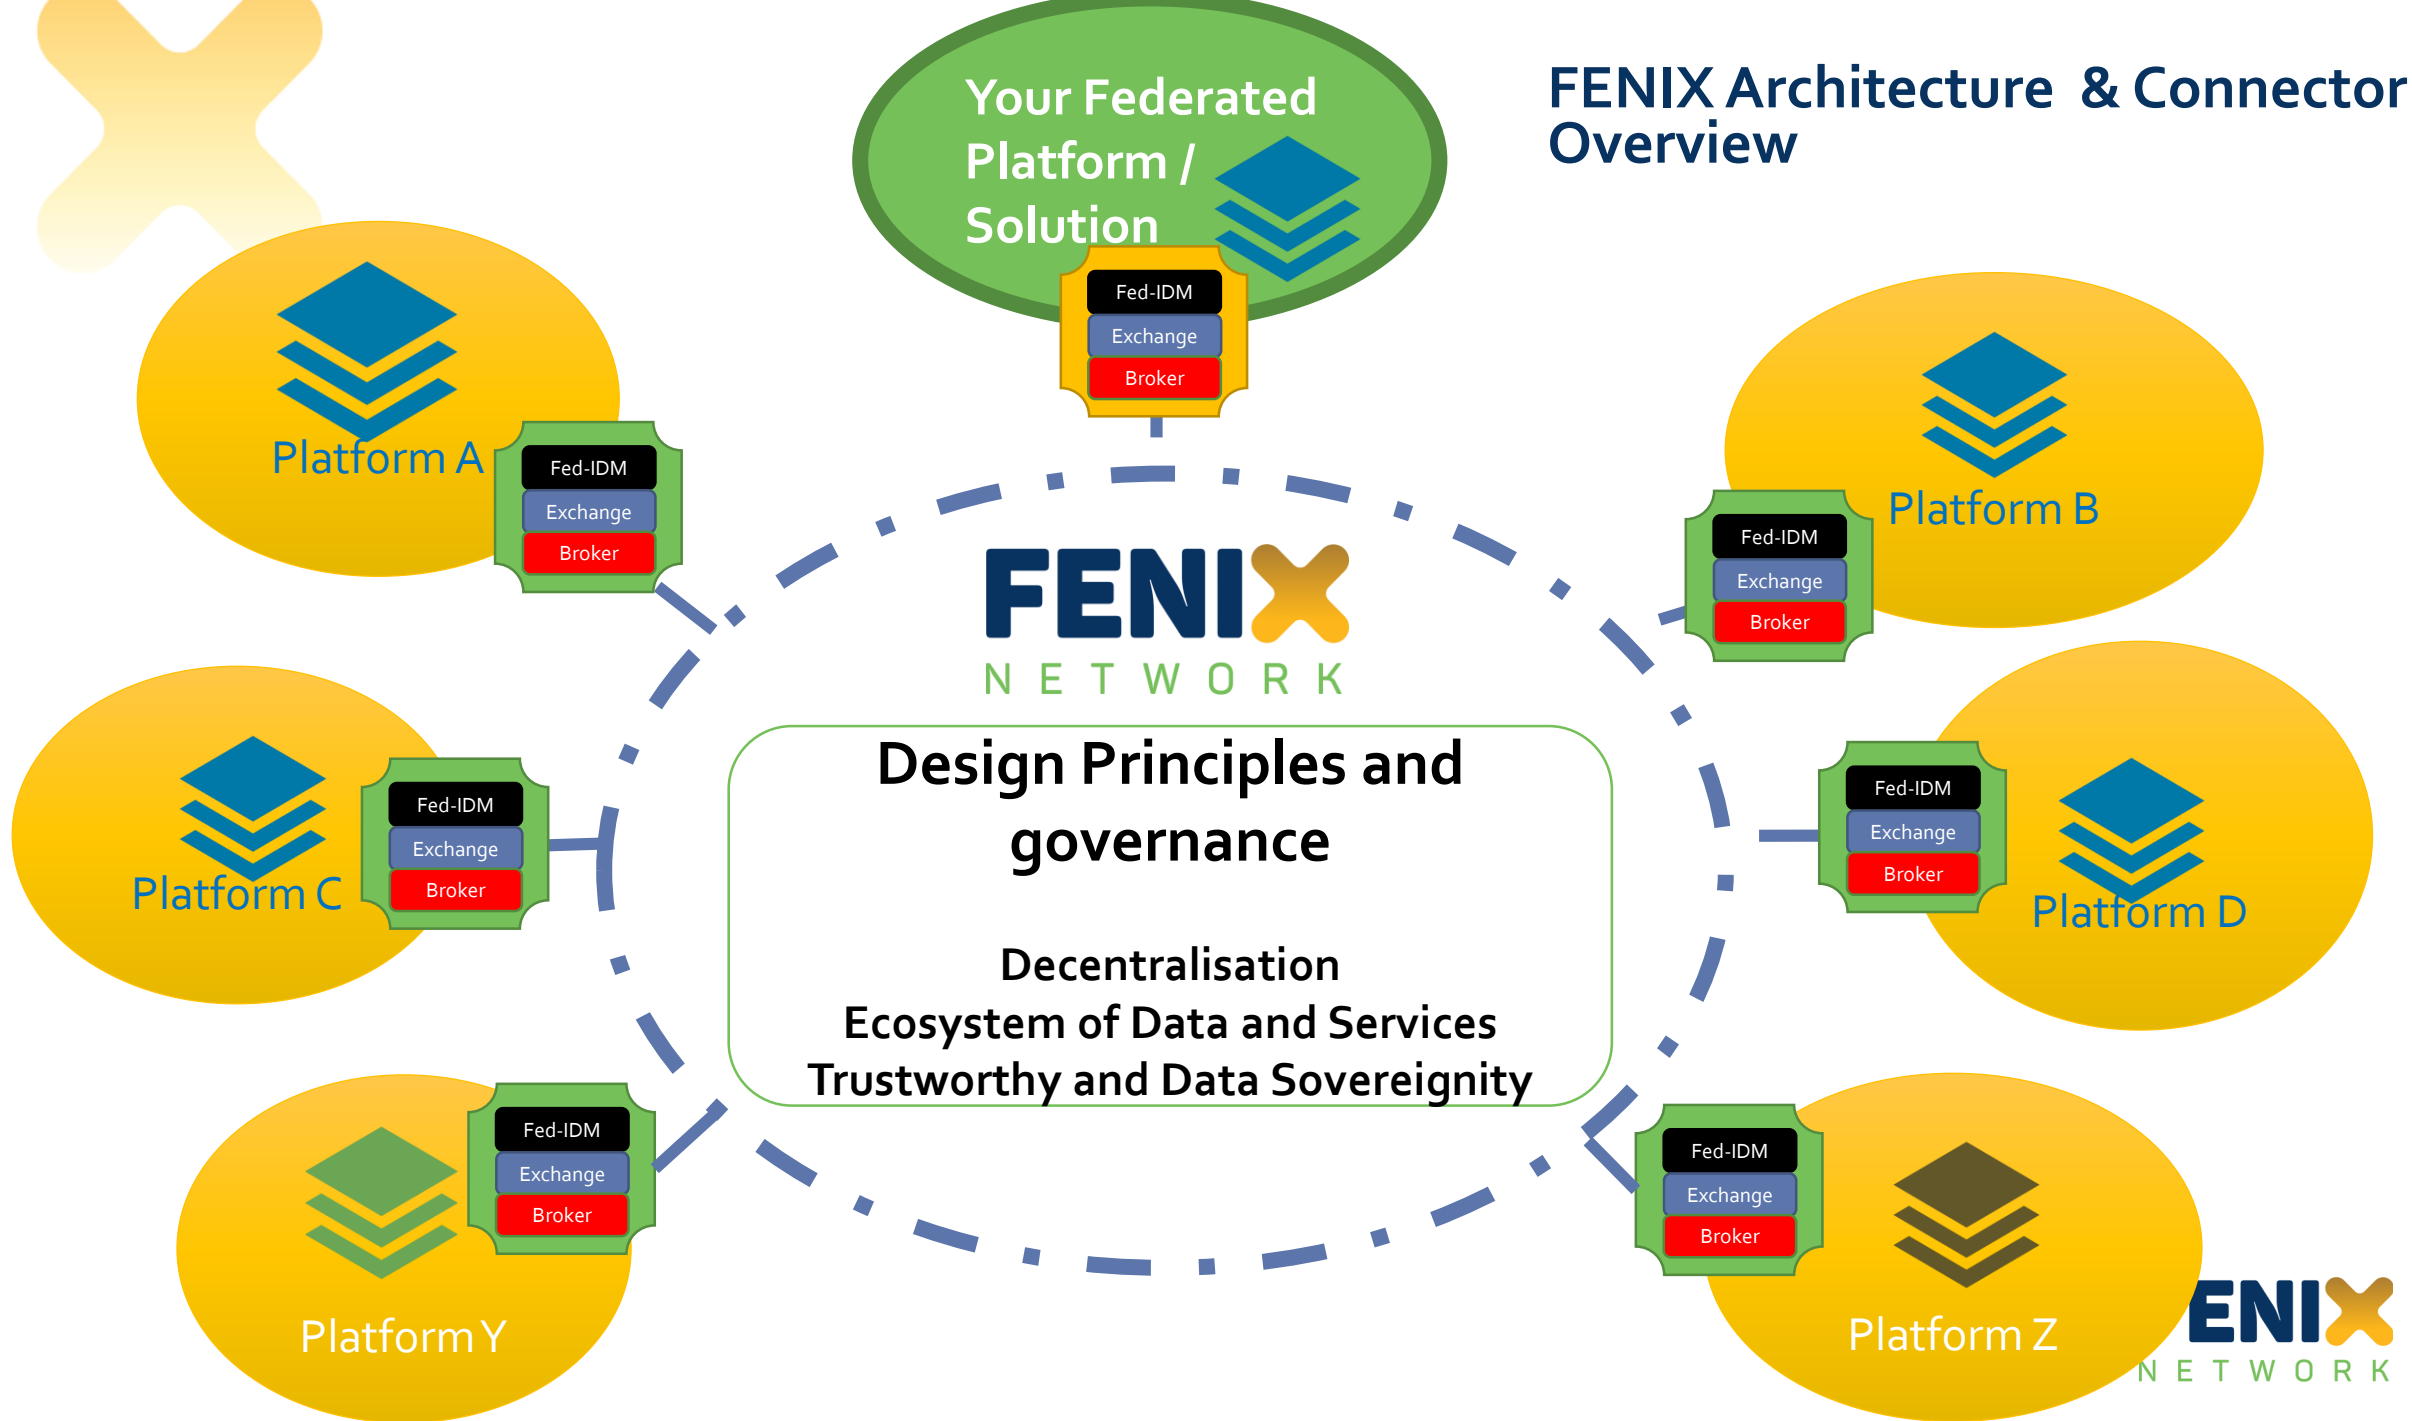 FENIX Architecture & Connector
Overview
Your Federated
Platform /
Solution
Fed-IDM
Exchange
Broker
Platform A
Fed-IDM
Exchange
Broker
Platform B
Fed-IDM
Exchange
Broker
FENIX
NETWORK
Platform C
Fed-IDM
Exchange
Broker
Design Principles and
governance
Decentralisation
Ecosystem of Data and Services
Trustworthy and Data Sovereignity
Platform D
Fed-IDM
Exchange
Broker
Platform Y
Fed-IDM
Exchange
Broker
Platform Z
Fed-IDM
Exchange
Broker
ENIX
NETWORK